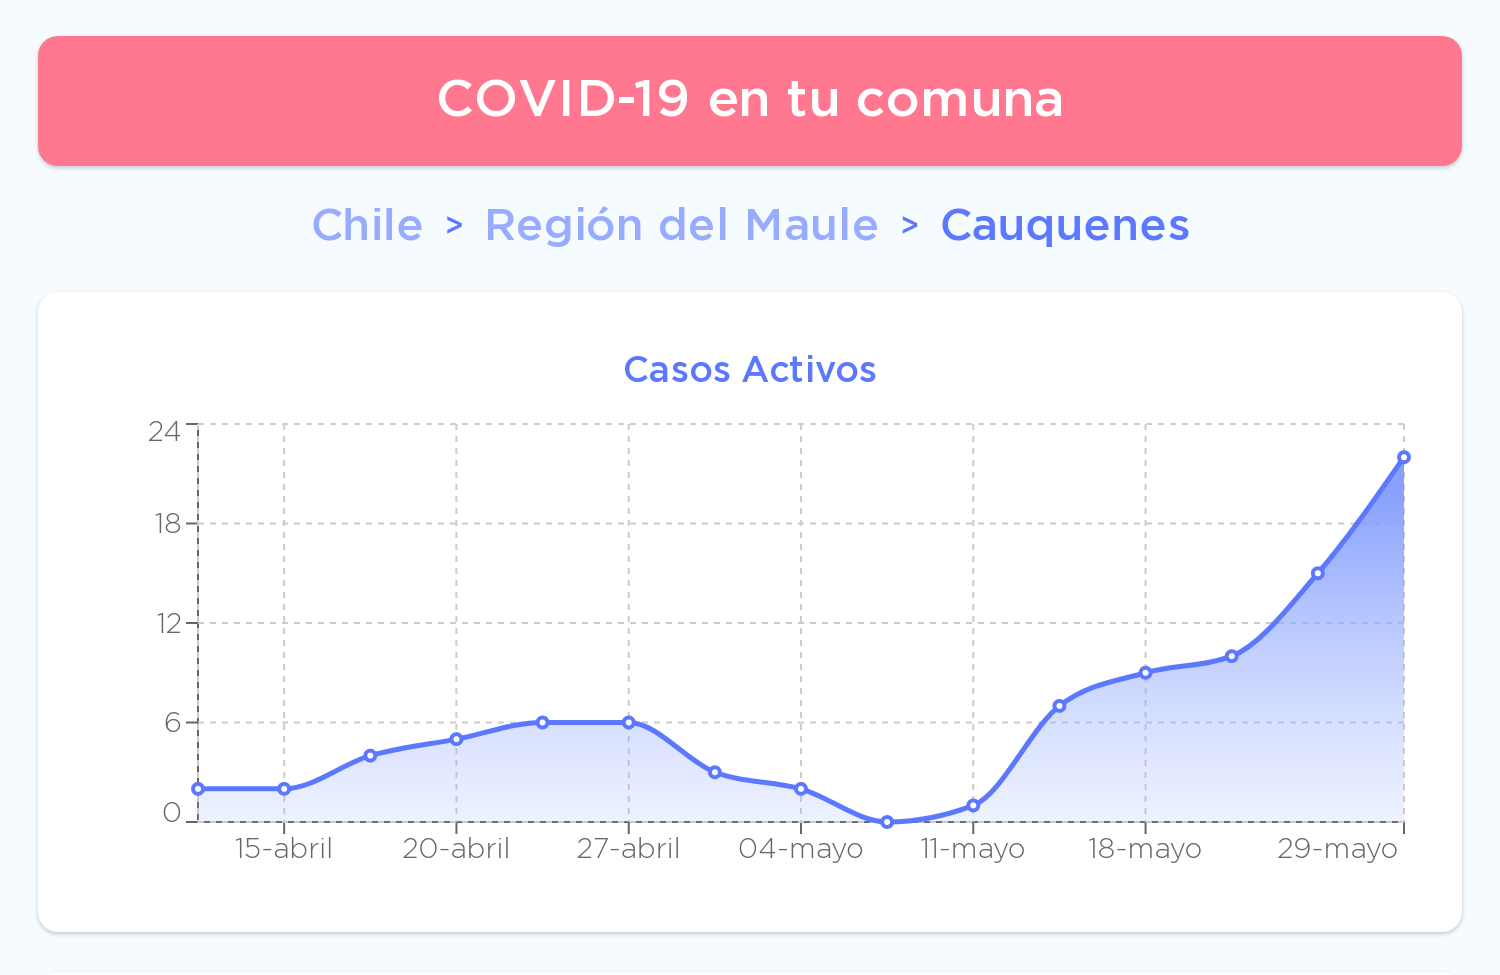 COVID-19 en tu comuna
Chile > Región del Maule > Cauquenes
Casos Activos
24
18
12
6
0
15-abril 20-abril 27-abril 04-mayo 11-mayo 18-mayo 29-mayo